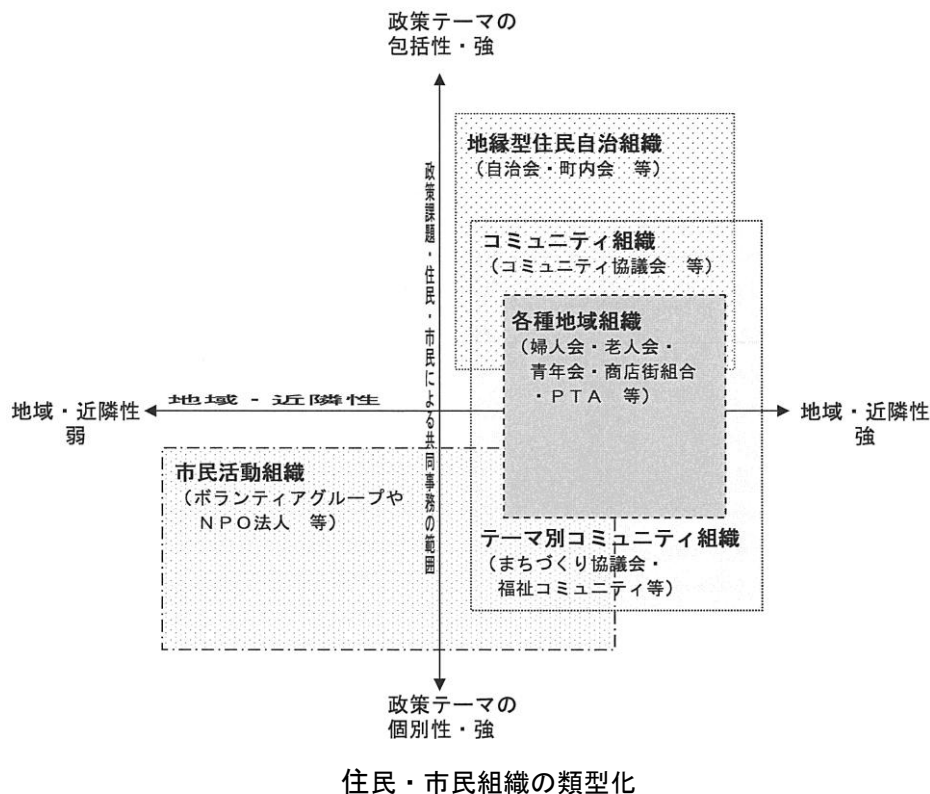 政策テーマの
包括性・強
地縁型住民自治組織
（自治会・町内会　等）
政策課題・住民・市民による共同事務の範囲
コミュニティ組織
（コミュニティ協議会　等）
各種地域組織
（婦人会・老人会・
青年会・商店街組合
・ＰＴＡ　等）
地域・近隣性
地域・近隣性
弱
地域・近隣性
強
市民活動組織
（ボランティアグループや
ＮＰＯ法人　等）
テーマ別コミュニティ組織
（まちづくり協議会・
福祉コミュニティ等）
政策テーマの
個別性・強
住民・市民組織の類型化